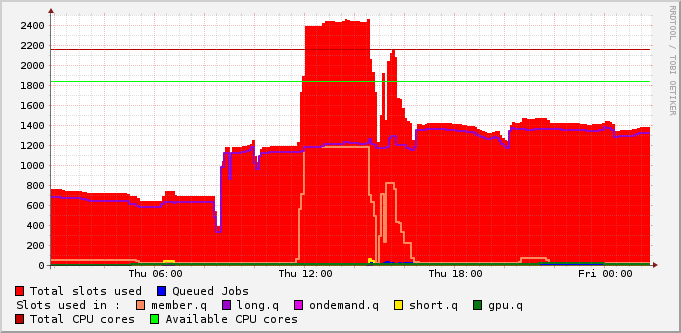 2400
2200
2000
1800
1600
1400
1200
1000
800
600
400
200
0
Thu 06:00 Thu 12:00 Thu 18:00 Fri 00:00
RRDTOOL / TOBI OETIKER
Total slots used Queued Jobs
Slots used in : member.q long.q ondemand.q short.q gpu.q
Total CPU cores Available CPU cores